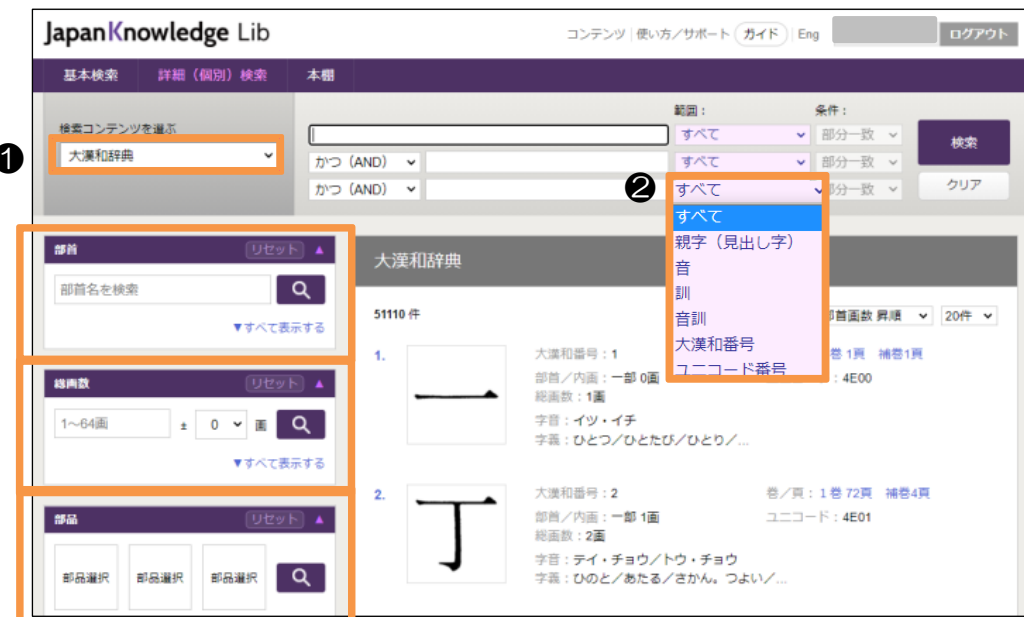 JapanKnowledge Lib
コンテンツ 使い方／サポート ガイド Eng ログアウト
基本検索 詳細（個別）検索 本棚
検索コンテンツを選ぶ
❶ 大漢和辞典
範囲： 条件：
すべて 部分一致 検索
かつ（AND） すべて 部分一致
かつ（AND） ❷ すべて 部分一致 クリア
すべて
親字（見出し字）
音
訓
音訓
大漢和番号
ユニコード番号
部首 リセット ▲
部首名を検索
▼すべて表示する
総画数 リセット ▲
1～64画 ± 0 画
▼すべて表示する
部品 リセット ▲
部品選択 部品選択 部品選択
大漢和辞典
51110 件 部首画数 昇順 20件
1. 一
大漢和番号：1 巻 1頁 補巻1頁
部首／内画：一部 0画 ：4E00
総画数：1画
字音：イツ・イチ
字義：ひとつ／ひとたび／ひとり／...
2. 丁
大漢和番号：2 巻／頁：1巻 72頁 補巻4頁
部首／内画：一部 1画 ユニコード：4E01
総画数：2画
字音：テイ・チョウ／トウ・チョウ
字義：ひのと／あたる／さかん。つよい／...